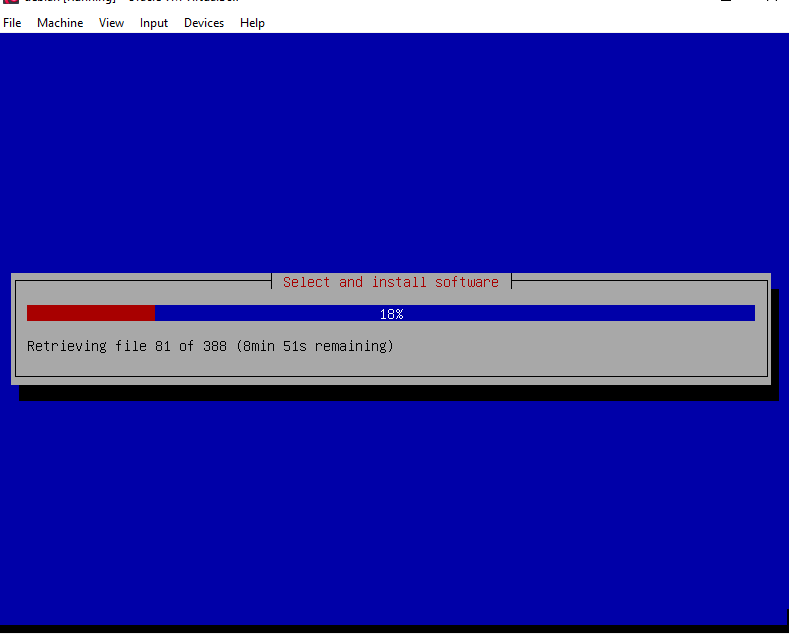 File Machine View Input Devices Help
Select and install software
18%
Retrieving file 81 of 388 (8min 51s remaining)